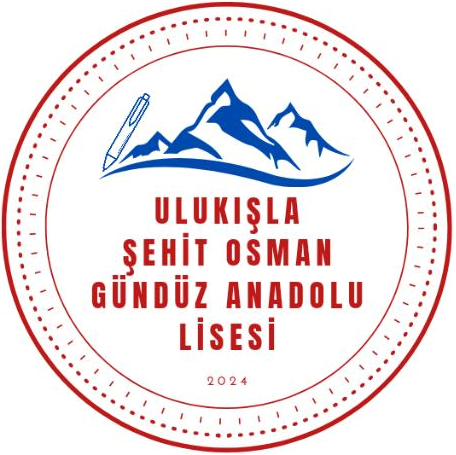 ULUKIŞLA
ŞEHİT OSMAN
GÜNDÜZ ANADOLU
LİSESİ
2024